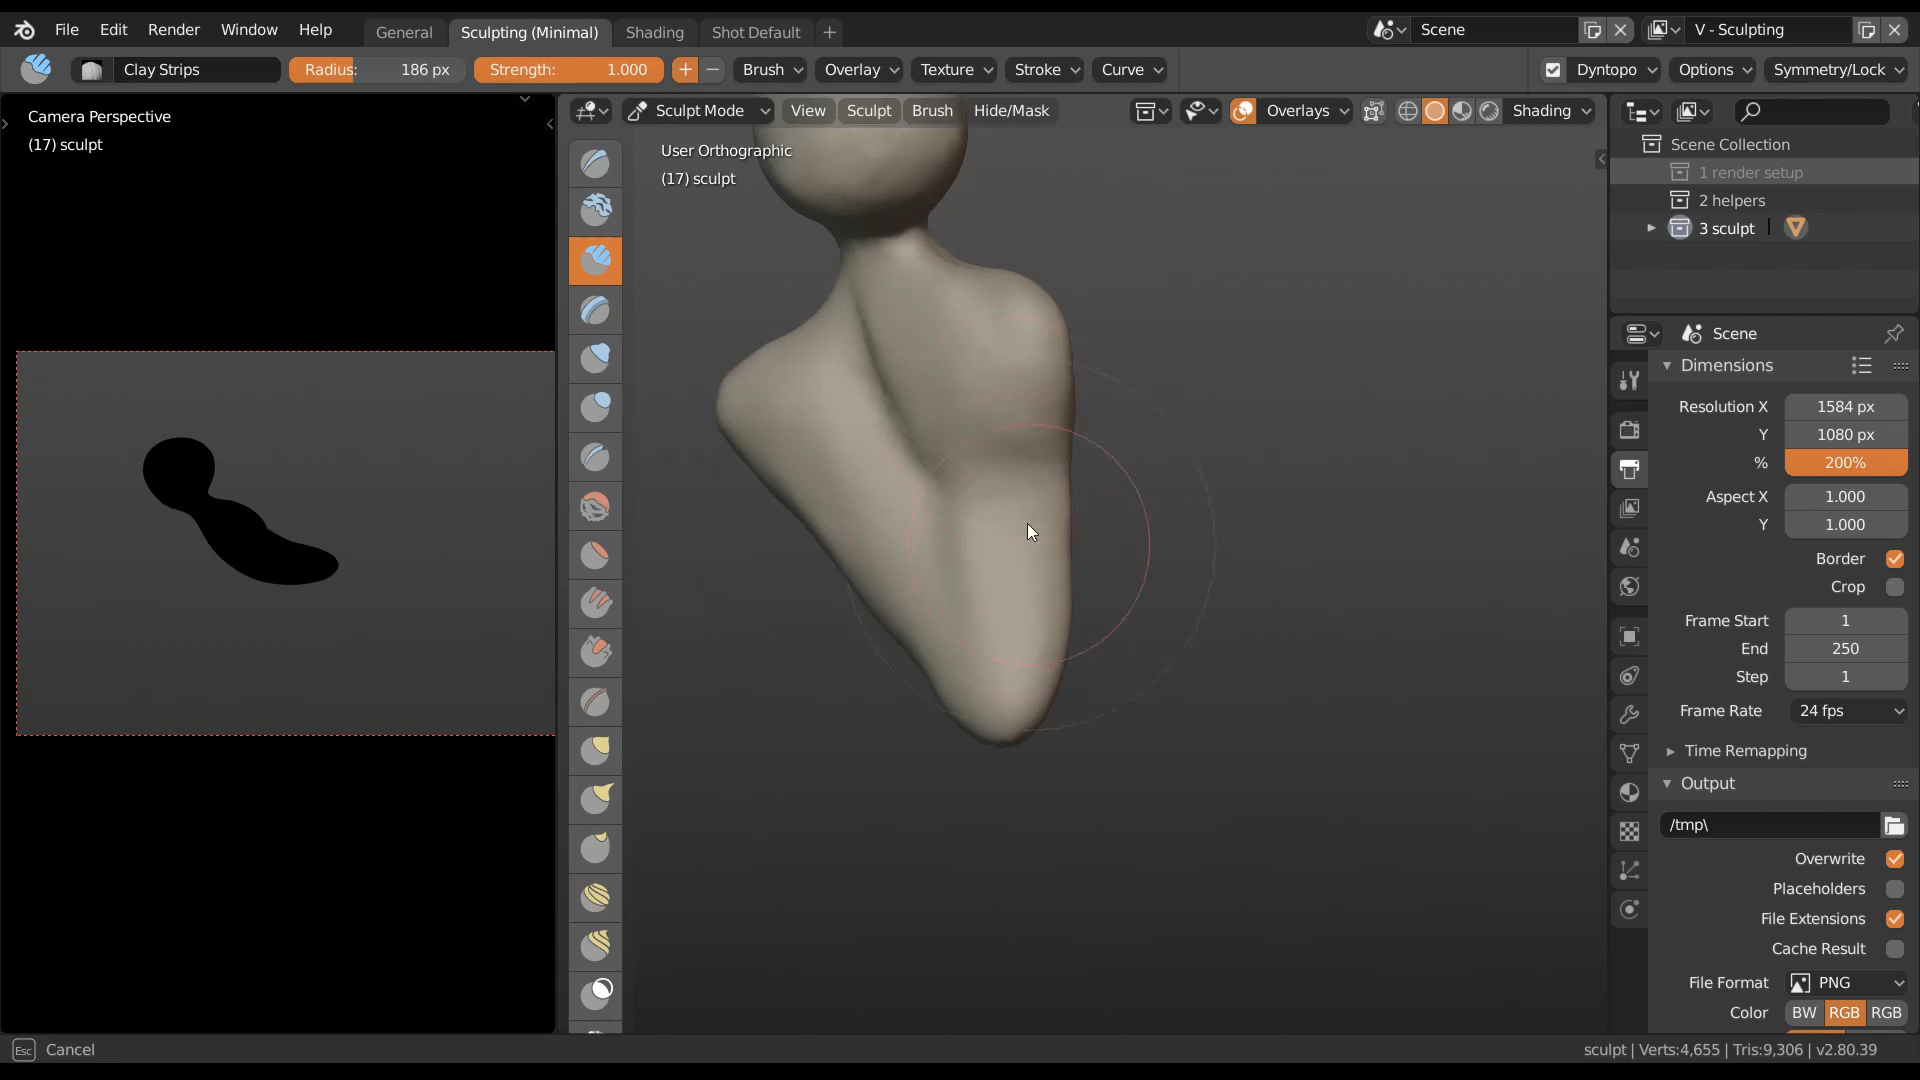 File Edit Render Window Help General Sculpting (Minimal) Shading Shot Default + Scene V - Sculpting
Clay Strips Radius: 186 px Strength: 1.000 Brush Overlay Texture Stroke Curve Dyntopo Options Symmetry/Lock
Camera Perspective
(17) sculpt
Sculpt Mode View Sculpt Brush Hide/Mask Overlays Shading
User Orthographic
(17) sculpt
Scene Collection
1 render setup
2 helpers
3 sculpt
Scene
Dimensions
Resolution X 1584 px
Y 1080 px
% 200%
Aspect X 1.000
Y 1.000
Border
Crop
Frame Start 1
End 250
Step 1
Frame Rate 24 fps
Time Remapping
Output
/tmp\
Overwrite
Placeholders
File Extensions
Cache Result
File Format PNG
Color BW RGB RGB
Esc Cancel
sculpt | Verts:4,655 | Tris:9,306 | v2.80.39